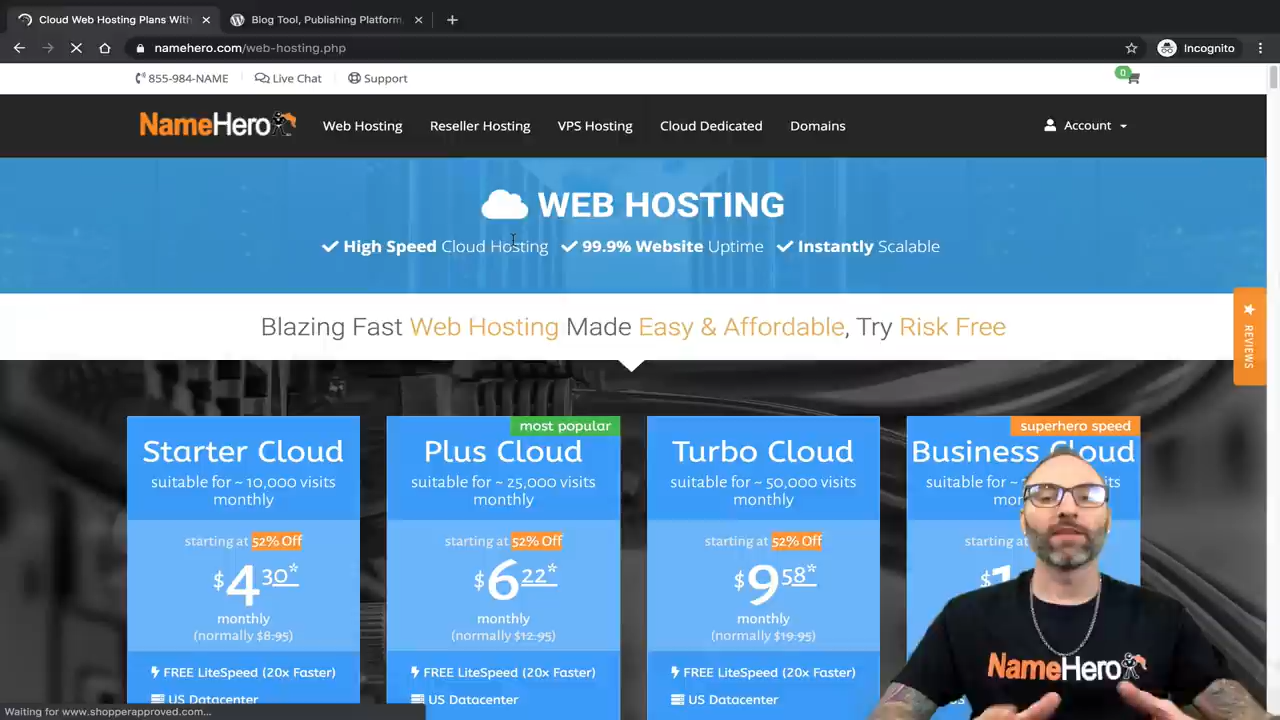 Cloud Web Hosting Plans With
Blog Tool, Publishing Platform,
namehero.com/web-hosting.php
Incognito
855-984-NAME
Live Chat
Support
0
NameHero
Web Hosting
Reseller Hosting
VPS Hosting
Cloud Dedicated
Domains
Account
WEB HOSTING
High Speed Cloud Hosting
99.9% Website Uptime
Instantly Scalable
REVIEWS
Blazing Fast Web Hosting Made Easy & Affordable, Try Risk Free
Starter Cloud
suitable for ~ 10,000 visits
monthly
starting at 52% Off
$4.30*
monthly
(normally $8.95)
FREE LiteSpeed (20x Faster)
US Datacenter
most popular
Plus Cloud
suitable for ~ 25,000 visits
monthly
starting at 52% Off
$6.22*
monthly
(normally $12.95)
FREE LiteSpeed (20x Faster)
US Datacenter
Turbo Cloud
suitable for ~ 50,000 visits
monthly
starting at 52% Off
$9.58*
monthly
(normally $19.95)
FREE LiteSpeed (20x Faster)
US Datacenter
superhero speed
Business Cloud
suitable for ~
starting at
$1
monthly
(normally
FREE
US
NameHero
Waiting for www.shopperapproved.com...